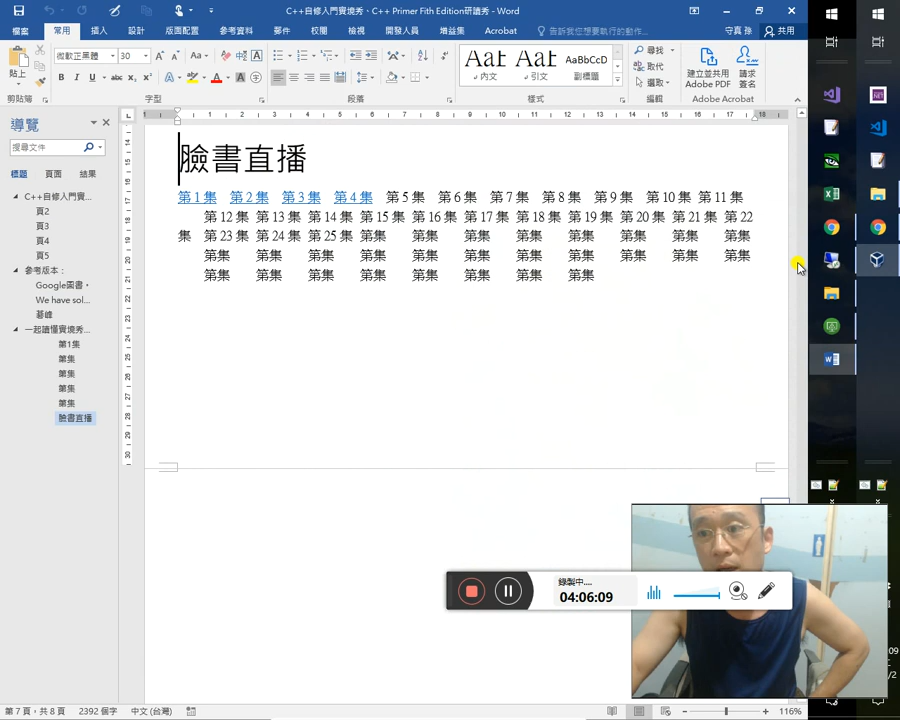 C++自修入門實境秀、C++ Primer Fith Edition研讀秀 - Word
檔案 常用 插入 設計 版面配置 參考資料 郵件 校閱 檢視 開發人員 增益集 Acrobat 告訴我您想要執行的動作... 守真 孫 共用
貼上 微軟正黑體 30
尋找
取代
選取
AaBbCcD
內文 引文 副標題
建立並共用 Adobe PDF 請求簽名
剪貼簿 字型 段落 樣式 編輯 Adobe Acrobat
導覽
搜尋文件
標題 頁面 結果
C++自修入門實...
頁2
頁3
頁4
頁5
參考版本：
Google圖書，
We have sol...
碁峰
一起讀懂實境秀...
第1集
第集
第集
第集
第集
臉書直播
臉書直播
第 1 集 第 2 集 第 3 集 第 4 集 第 5 集 第 6 集 第 7 集 第 8 集 第 9 集 第 10 集 第 11 集
第 12 集 第 13 集 第 14 集 第 15 集 第 16 集 第 17 集 第 18 集 第 19 集 第 20 集 第 21 集 第 22
集 第 23 集 第 24 集 第 25 集 第集 第集 第集 第集 第集 第集 第集 第集
第集 第集 第集 第集 第集 第集 第集 第集 第集 第集 第集
第集 第集 第集 第集 第集 第集 第集 第集
錄製中....
04:06:09
第 7 頁，共 8 頁 2392 個字 中文 (台灣) 116%